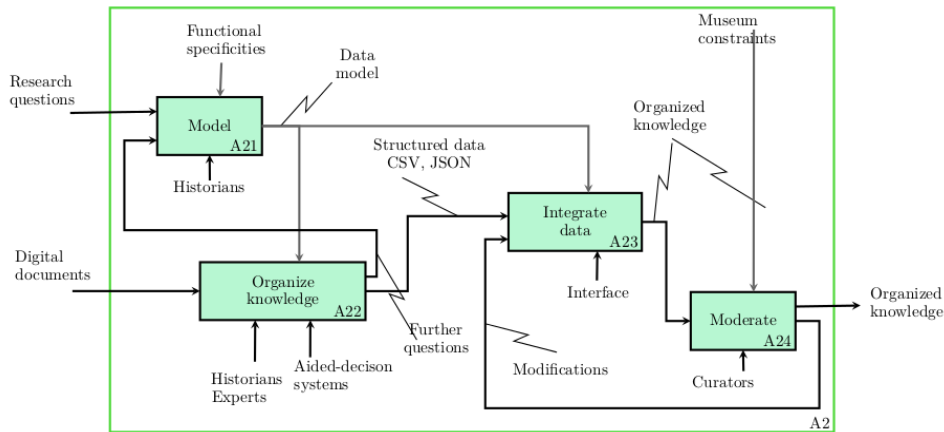 Functional
specificities
Museum
constraints
Data
model
Research
questions
Model
A21
Historians
Organized
knowledge
Structured data
CSV, JSON
Integrate
data
A23
Interface
Digital
documents
Organize
knowledge
A22
Further
questions
Historians
Experts
Aided-decison
systems
Modifications
Moderate
A24
Curators
Organized
knowledge
A2